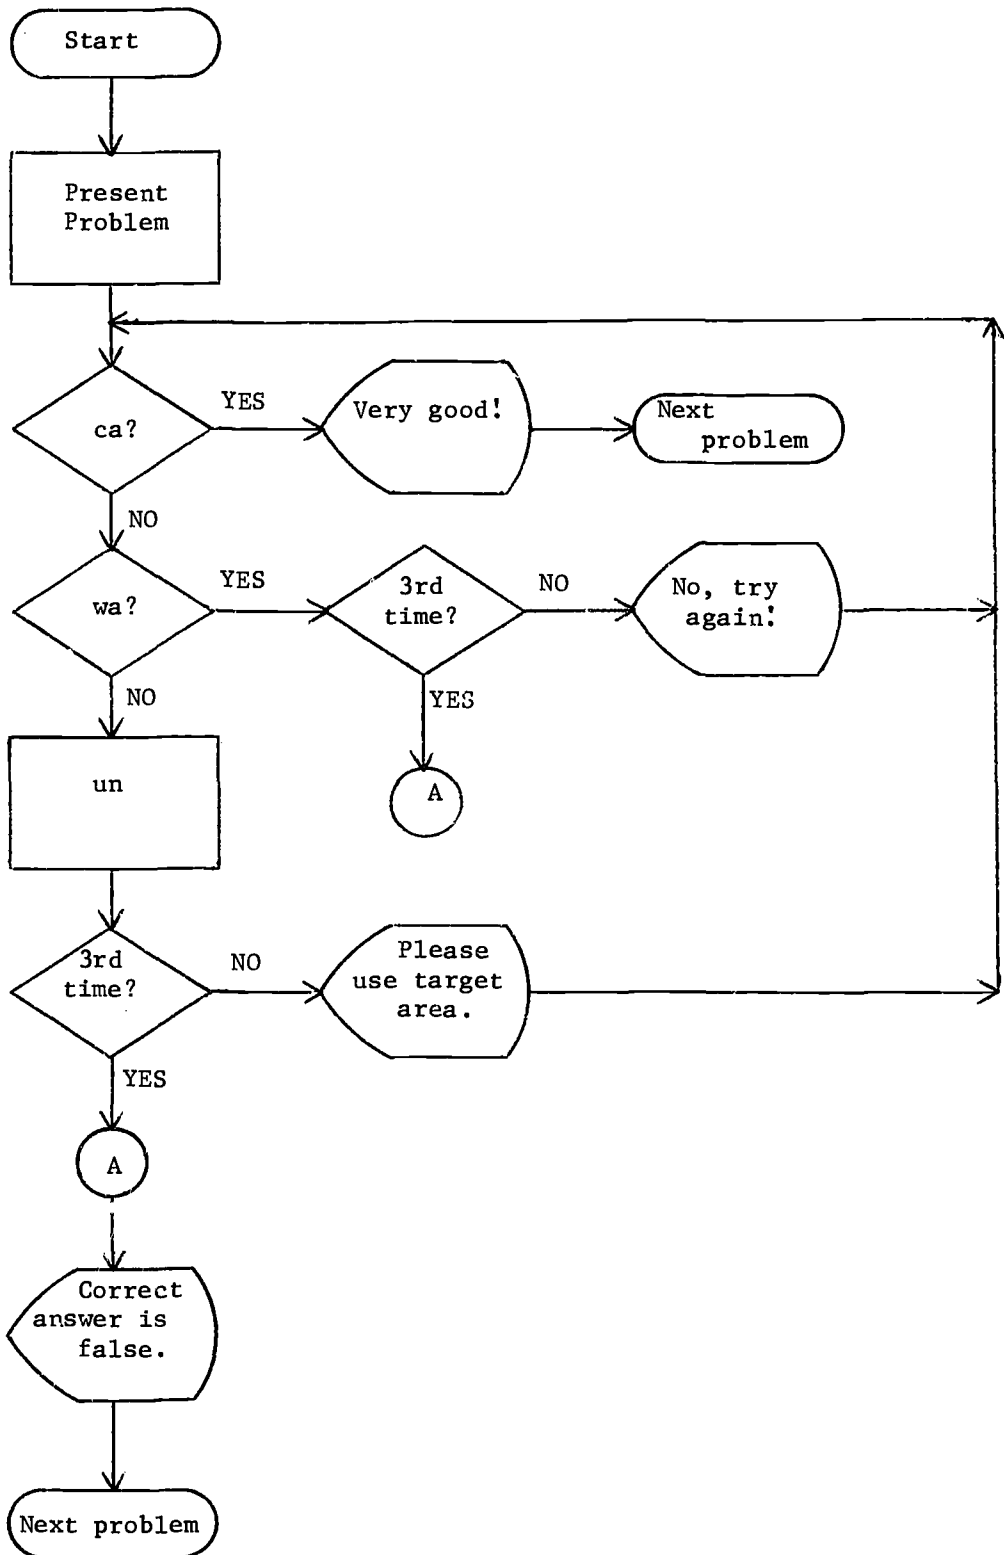 Start
Present
Problem
ca?
YES
Very good!
Next
problem
NO
wa?
YES
3rd
time?
NO
No, try
again!
YES
A
NO
un
3rd
time?
NO
Please
use target
area.
YES
A
Correct
answer is
false.
Next problem